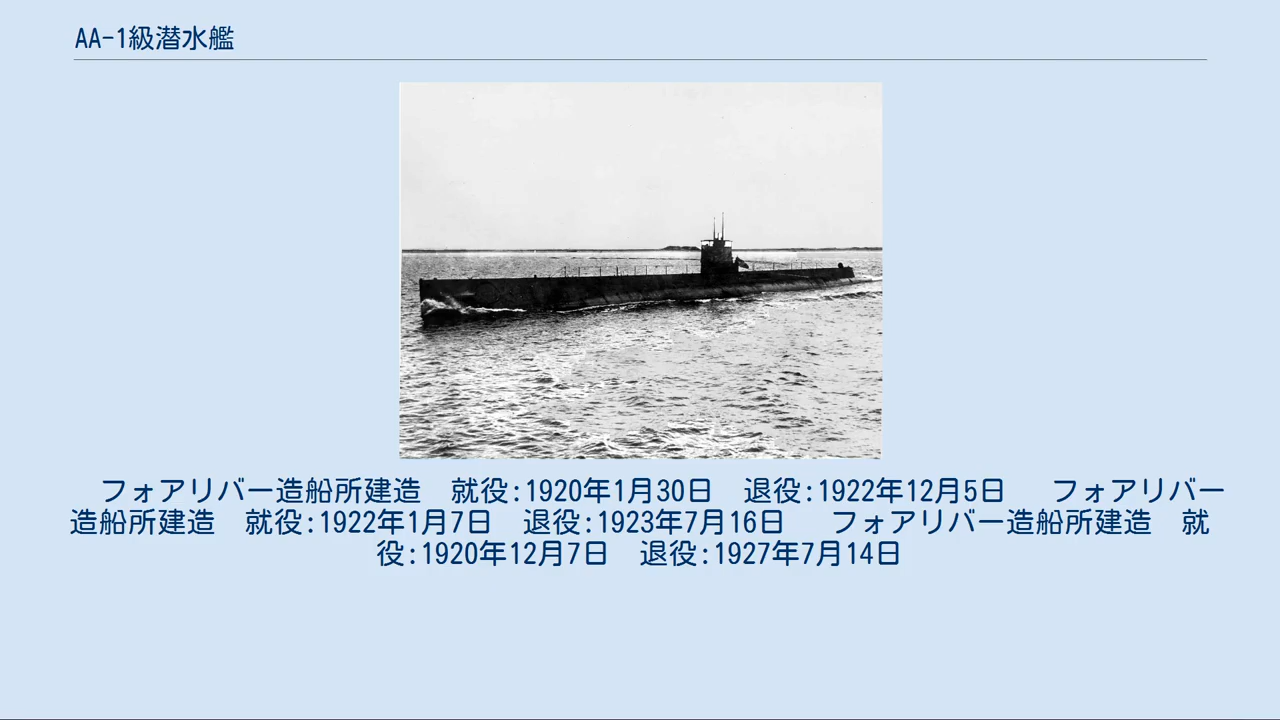 AA-1級潜水艦
フォアリバー造船所建造　就役:1920年1月30日　退役:1922年12月5日　 フォアリバー
造船所建造　就役:1922年1月7日　退役:1923年7月16日　 フォアリバー造船所建造　就
役:1920年12月7日　退役:1927年7月14日